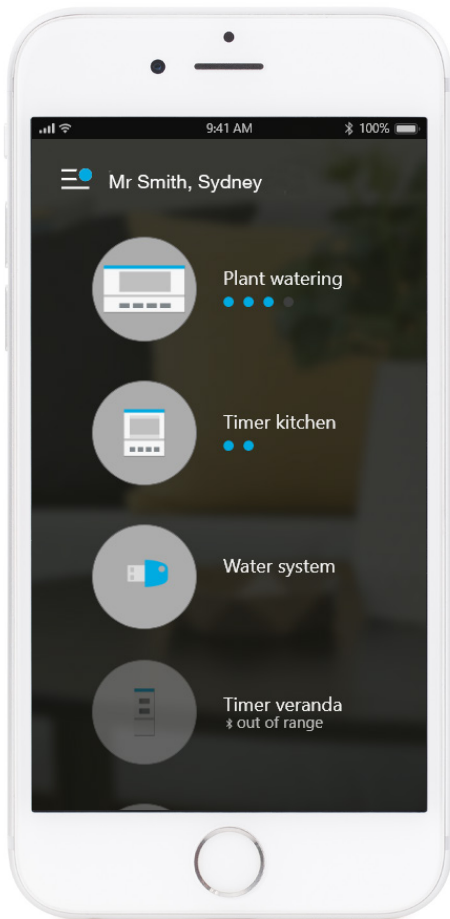 9:41 AM
100%
Mr Smith, Sydney
Plant watering
Timer kitchen
Water system
Timer veranda
out of range